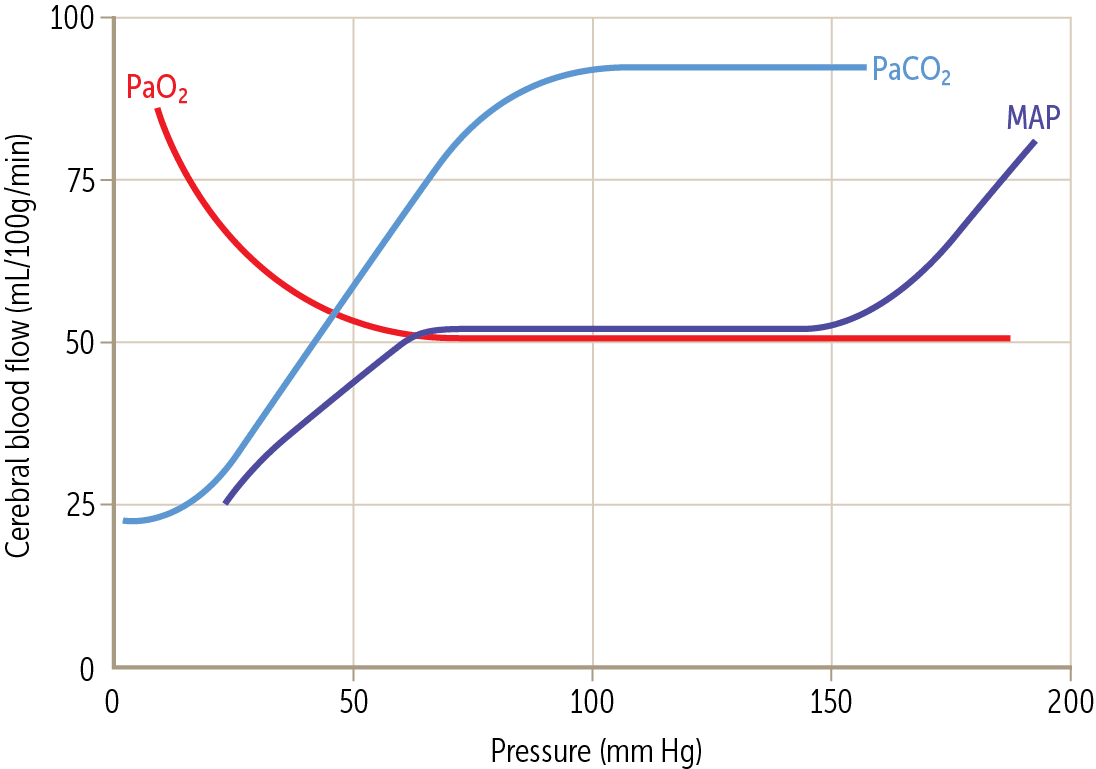 100
PaO₂
PaCO₂
MAP
75
50
25
0
Cerebral blood flow (mL/100g/min)
0 50 100 150 200
Pressure (mm Hg)